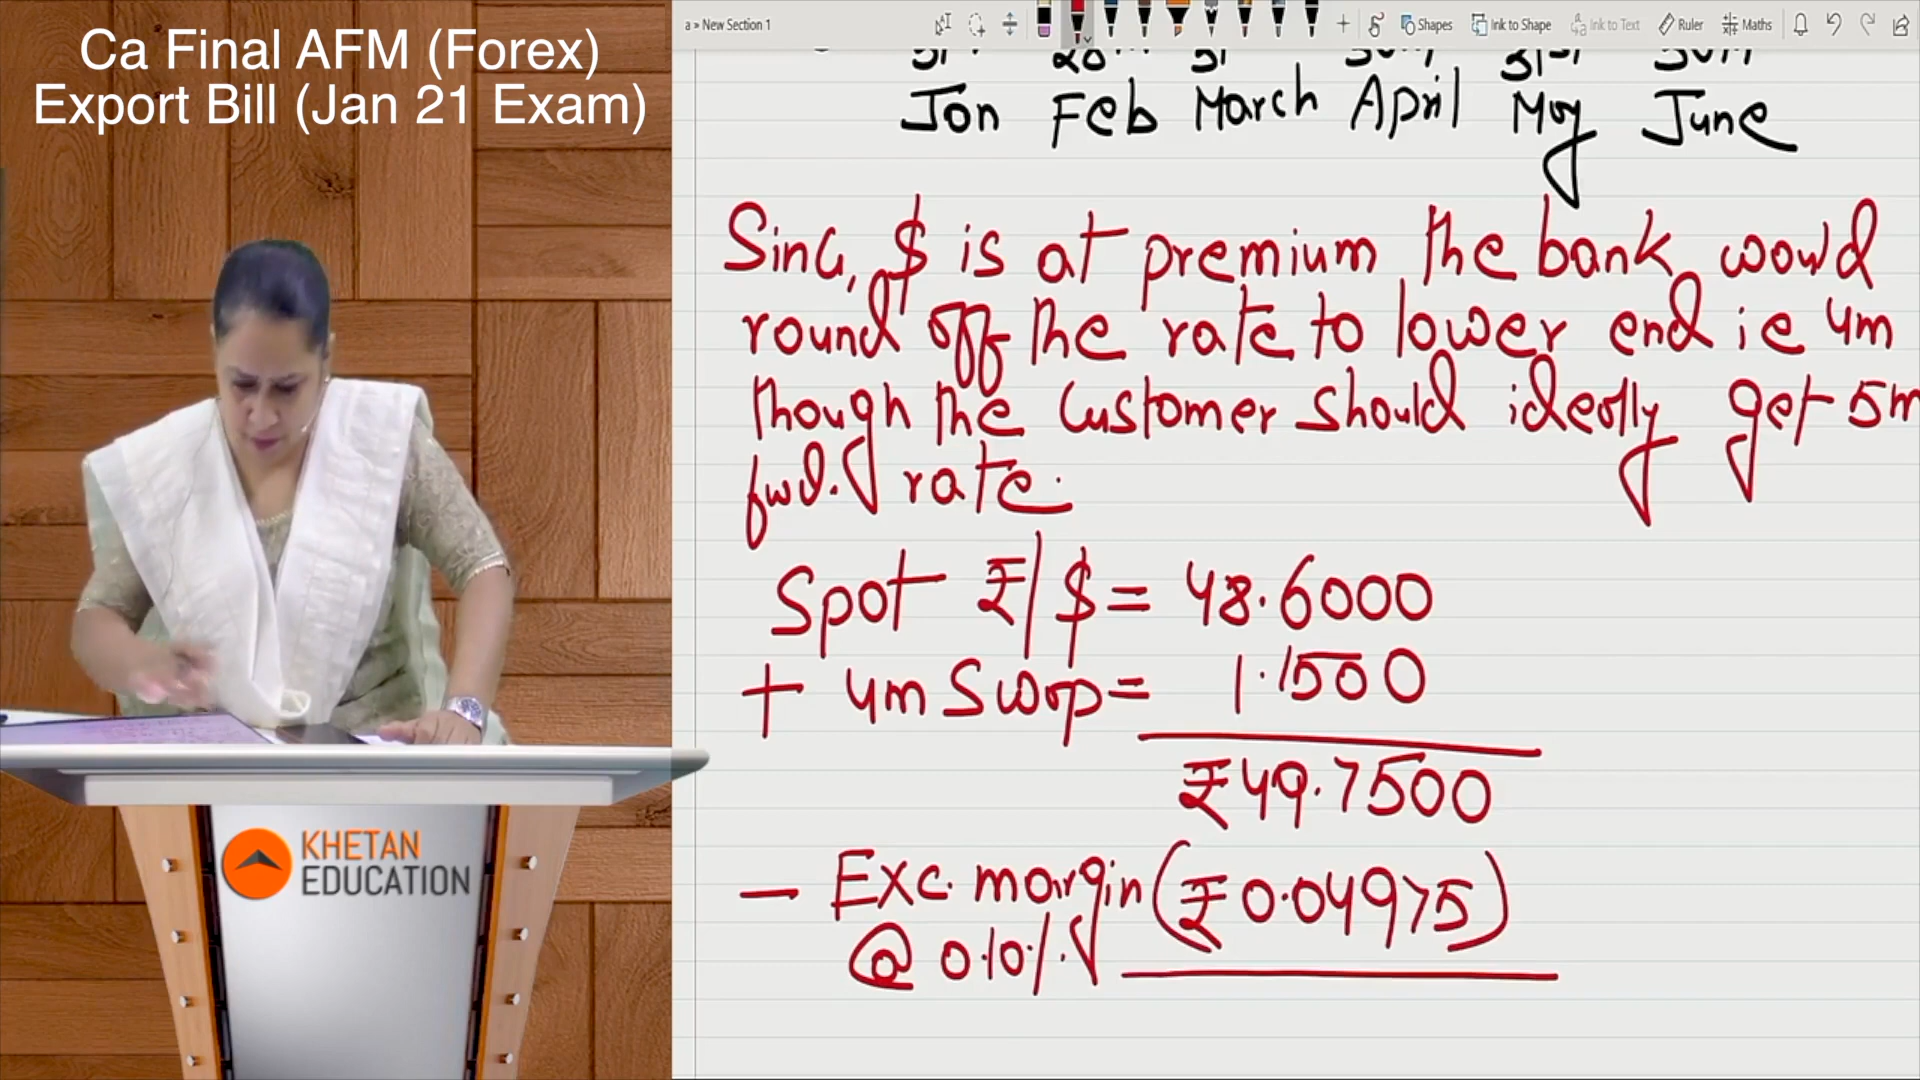 Ca Final AFM (Forex)
Export Bill (Jan 21 Exam)
KHETAN
EDUCATION
a » New Section 1
Shapes
Ink to Shape
Ink to Text
Ruler
Maths
Jan Feb March April May June
Since, $ is at premium the bank would
round off the rate to lower end ie 4m
though the customer should ideally get 5m
fwd. rate.
Spot ₹/$ = 48.6000
+ 4m Swap = 1.1500
₹49.7500
- Exc. margin (₹0.04975)
@ 0.10%